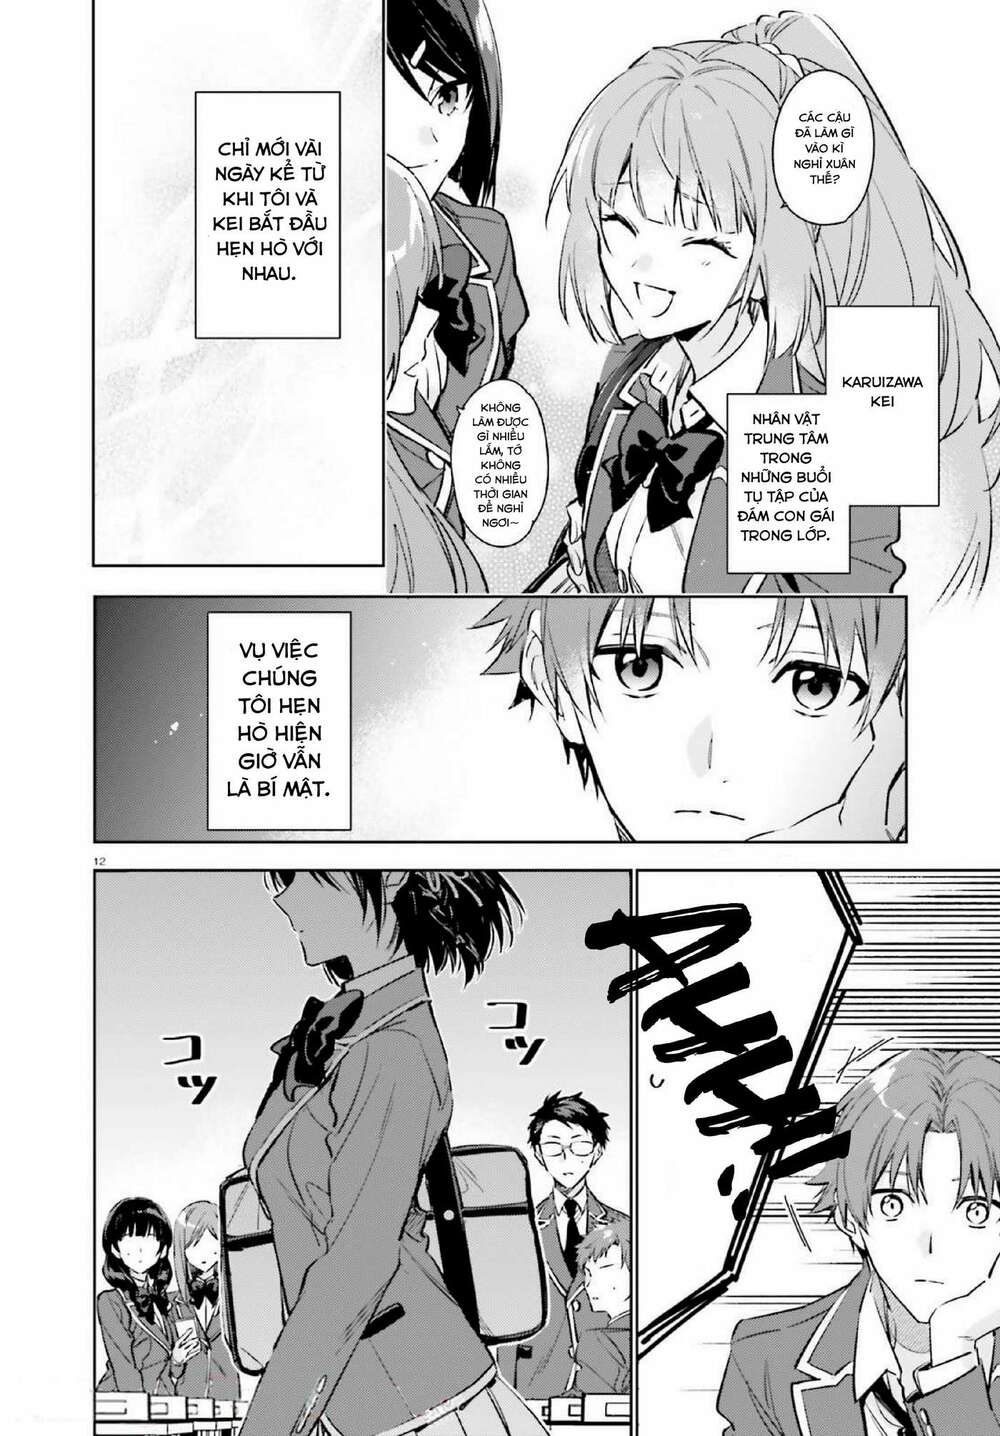 CHỈ MỚI VÀI
NGÀY KỂ TỪ
KHI TÔI VÀ
KEI BẮT ĐẦU
HẸN HÒ VỚI
NHAU.
CÁC CẬU
ĐÃ LÀM GÌ
VÀO KÌ
NGHỈ XUÂN
THẾ?
KHÔNG
LÀM ĐƯỢC
GÌ NHIỀU
LẮM, TỚ
KHÔNG
CÓ NHIỀU
THỜI GIAN
ĐỂ NGHỈ
NGƠI~
KARUIZAWA
KEI
NHÂN VẬT
TRUNG TÂM
TRONG
NHỮNG BUỔI
TỤ TẬP CỦA
ĐÁM CON GÁI
TRONG LỚP.
VỤ VIỆC
CHÚNG
TÔI HẸN
HÒ HIỆN
GIỜ VẪN
LÀ BÍ MẬT.
12
コツ
コツ